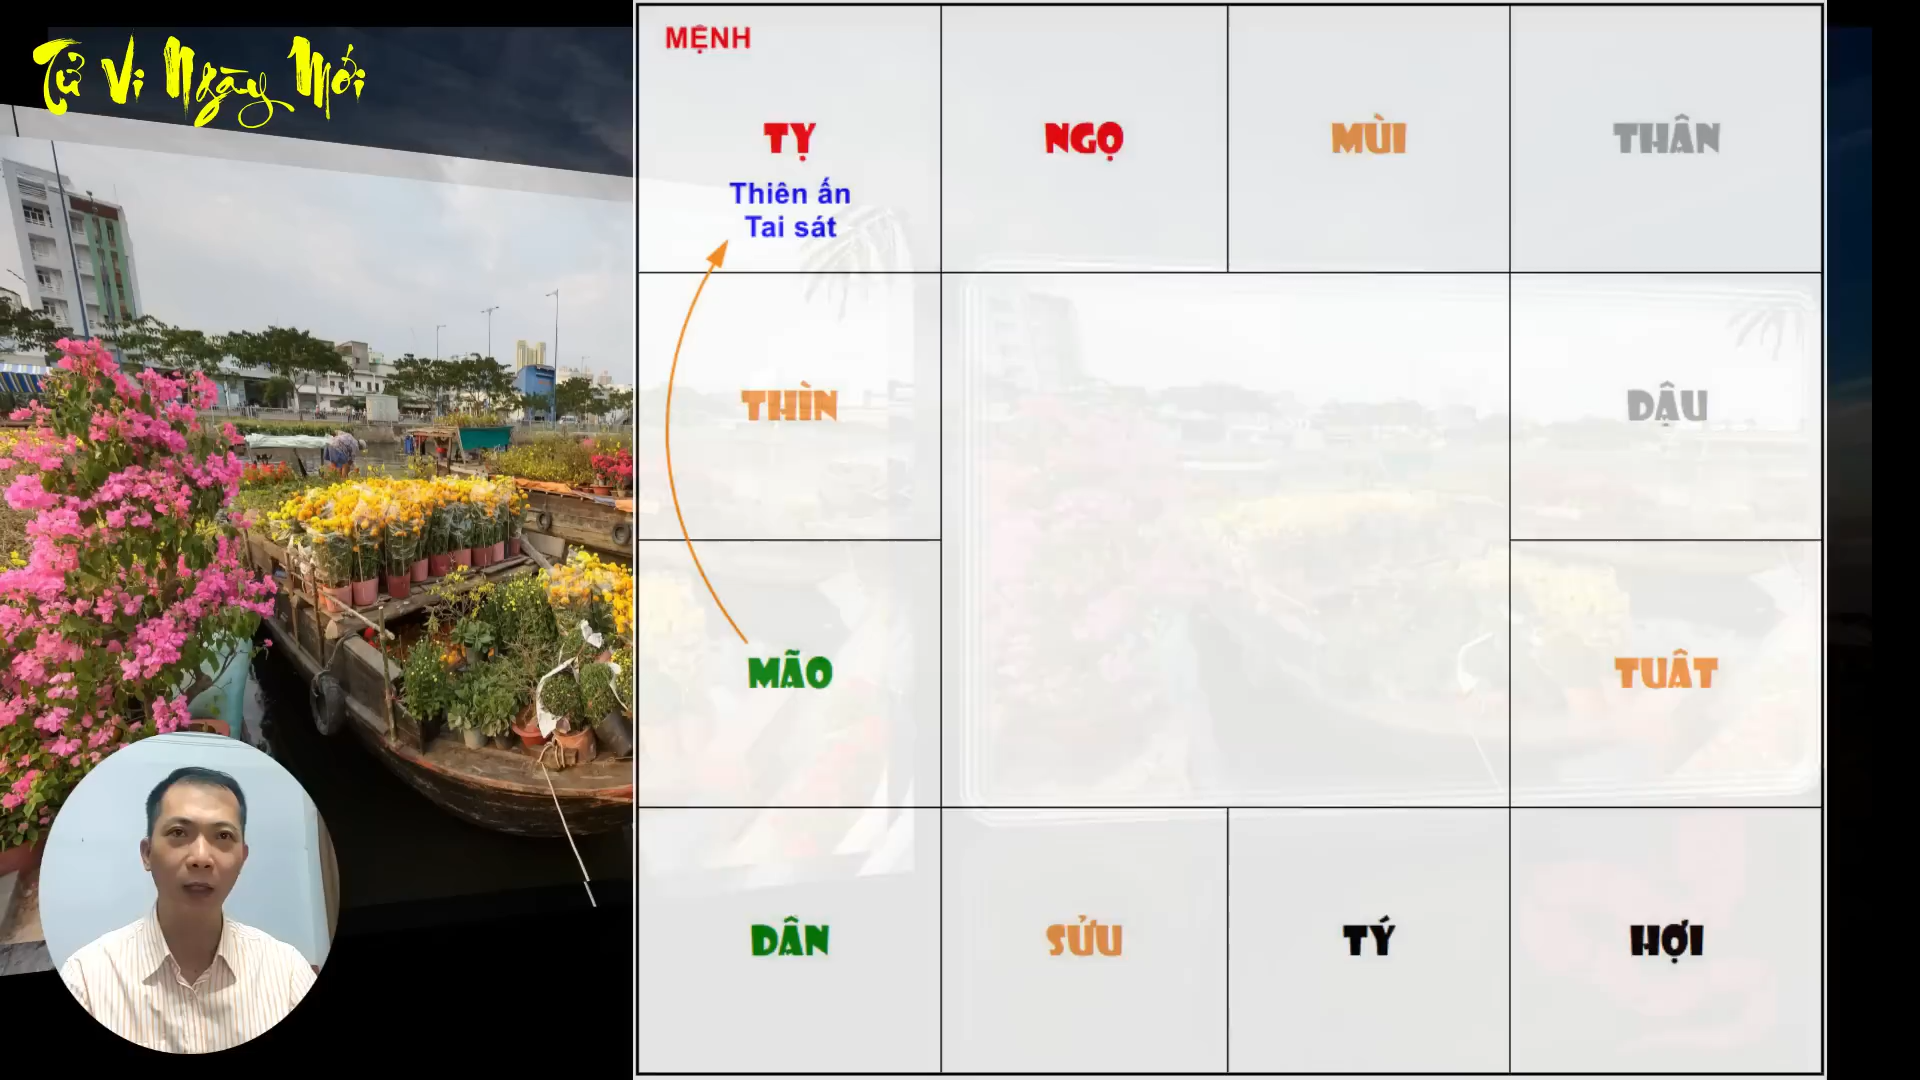 Tử Vi Ngày Mới
MỆNH
TỴ
NGỌ
MÙI
THÂN
Thiên ấn
Tai sát
THÌN
DẬU
MÃO
TUẤT
DẦN
SỬU
TÝ
HỢI